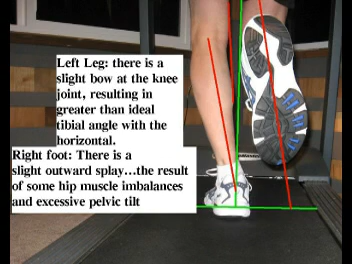 Left Leg: there is a
slight bow at the knee
joint, resulting in
greater than ideal
tibial angle with the
horizontal.
Right foot: There is a
slight outward splay...the result
of some hip muscle imbalances
and excessive pelvic tilt